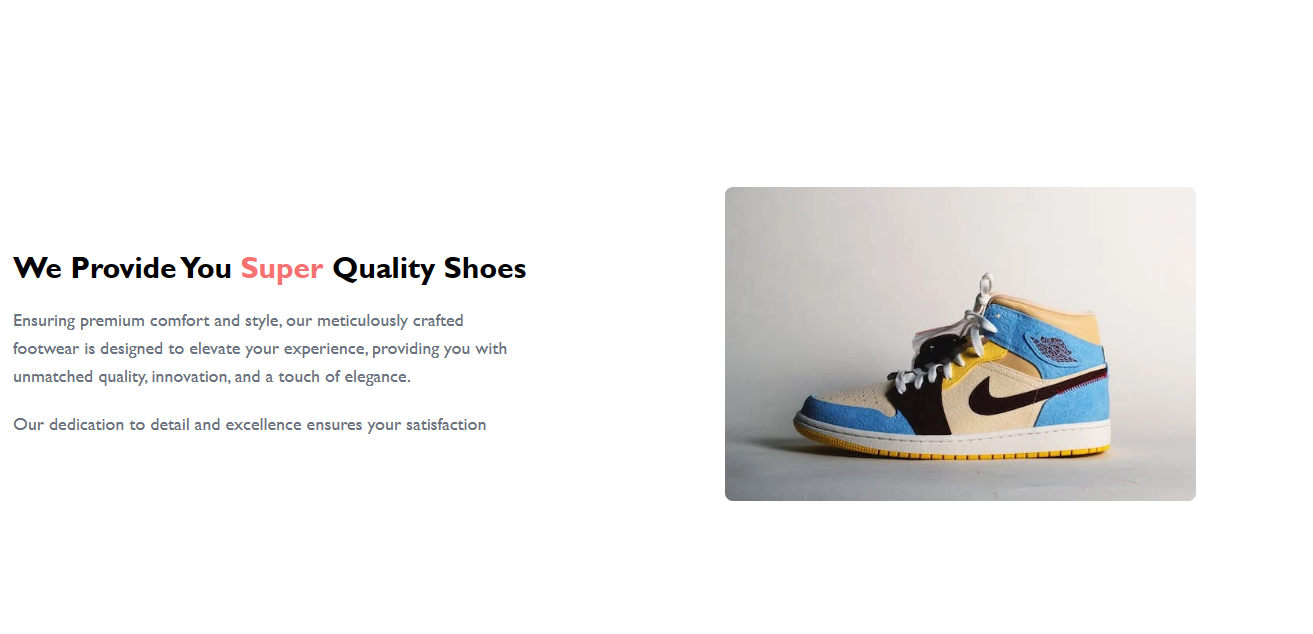 We Provide You Super Quality Shoes
Ensuring premium comfort and style, our meticulously crafted
footwear is designed to elevate your experience, providing you with
unmatched quality, innovation, and a touch of elegance.
Our dedication to detail and excellence ensures your satisfaction